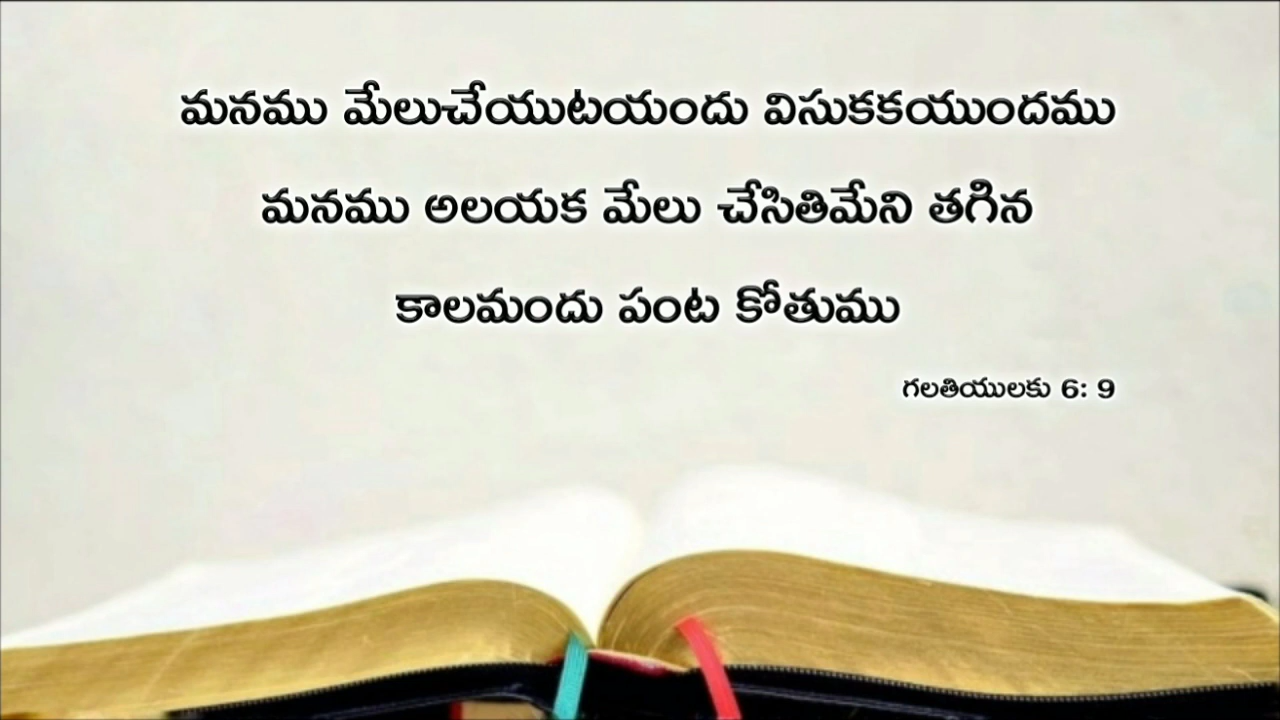 మనము మేలుచేయుటయందు విసుకకయుందము
మనము అలయక మేలు చేసితిమేని తగిన
కాలమందు పంట కోతుము
గలతియులకు 6: 9